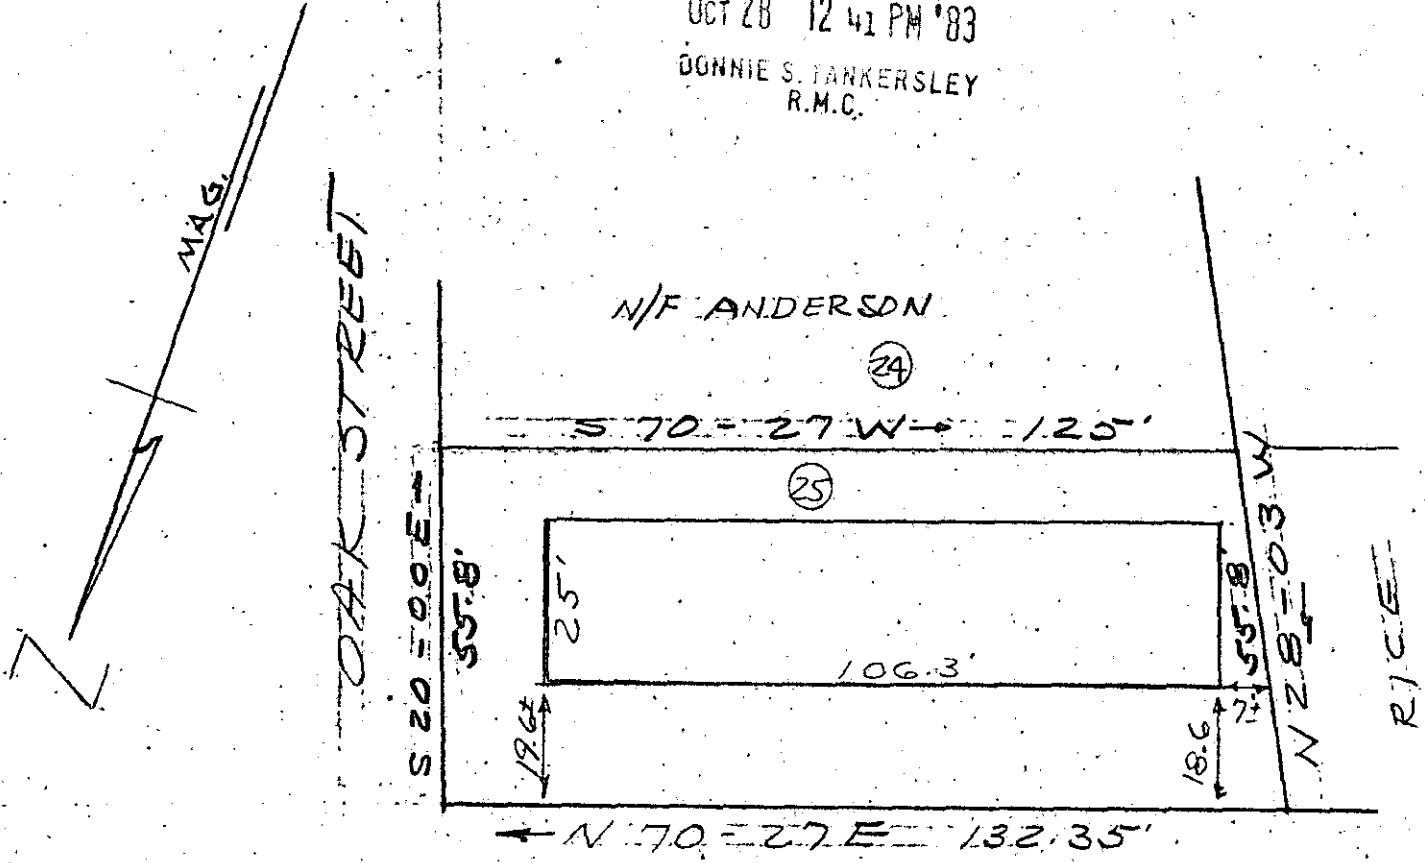 OCT 28 12 41 PM '83
DONNIE S. TANKERSLEY
R.M.C.
MAG.
N
OAK STREET
N/F ANDERSON
24
S 70-27 W → 125'
25
S 20-00 E
55.8'
25'
106.3'
55.8'
N 28-03 W
RICE
19.6±
18.6
7±
← N 70-27 E 132.35'